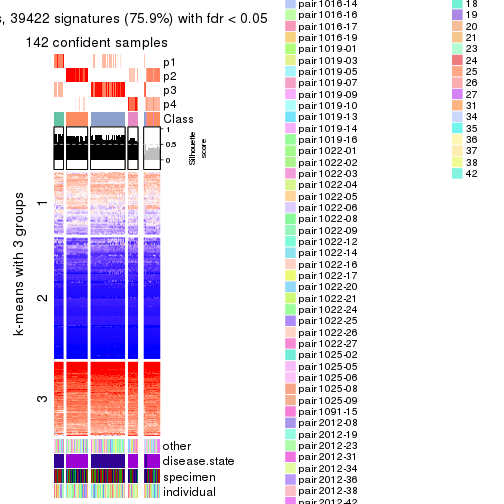 s, 39422 signatures (75.9%) with fdr < 0.05
142 confident samples
p1
p2
p3
p4
Class
1
0.5
0
Silhouette
score
k-means with 3 groups
1
2
3
other
disease.state
specimen
individual
pair1016-14
pair1016-16
pair1016-17
pair1016-19
pair1019-01
pair1019-03
pair1019-05
pair1019-07
pair1019-09
pair1019-10
pair1019-13
pair1019-14
pair1019-16
pair1022-01
pair1022-02
pair1022-03
pair1022-04
pair1022-05
pair1022-06
pair1022-08
pair1022-09
pair1022-12
pair1022-14
pair1022-16
pair1022-17
pair1022-20
pair1022-21
pair1022-24
pair1022-25
pair1022-26
pair1022-27
pair1025-02
pair1025-05
pair1025-06
pair1025-08
pair1025-09
pair1091-15
pair2012-08
pair2012-19
pair2012-23
pair2012-31
pair2012-34
pair2012-36
pair2012-38
pair2012-42
18
19
20
21
23
24
25
26
27
31
34
35
36
37
38
42